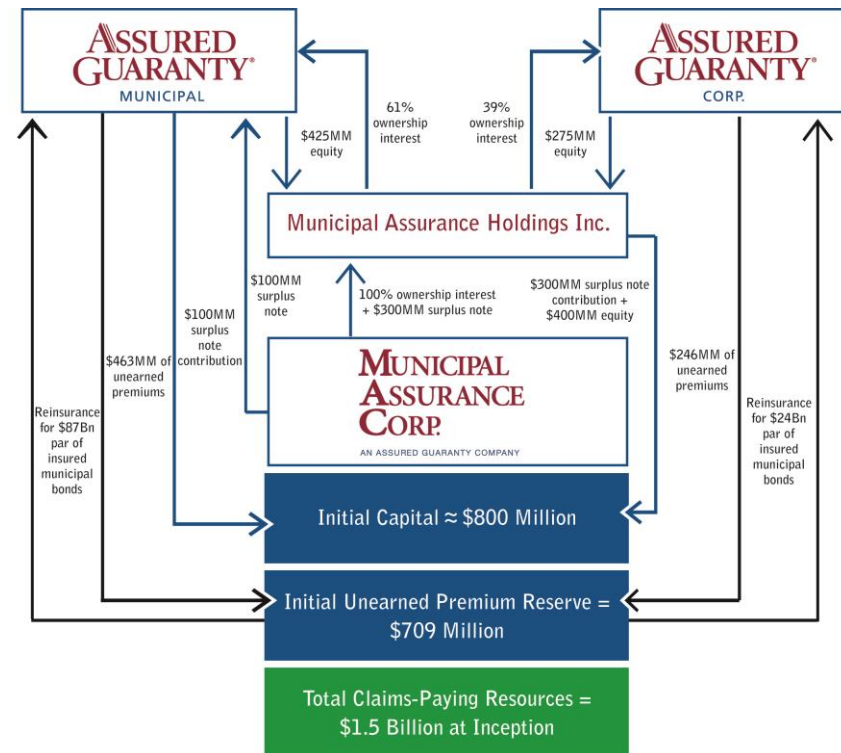 ASSURED
GUARANTY®
MUNICIPAL
ASSURED
GUARANTY®
CORP.
61%
ownership
interest
39%
ownership
interest
$425MM
equity
$275MM
equity
Municipal Assurance Holdings Inc.
$100MM
surplus
note
100% ownership interest
+ $300MM surplus note
$300MM surplus note
contribution +
$400MM equity
$100MM
surplus
note
contribution
$463MM of
unearned
premiums
$246MM of
unearned
premiums
Reinsurance
for $87Bn
par of
insured
municipal
bonds
Reinsurance
for $24Bn
par of
insured
municipal
bonds
MUNICIPAL
ASSURANCE
CORP.
AN ASSURED GUARANTY COMPANY
Initial Capital ≈ $800 Million
Initial Unearned Premium Reserve =
$709 Million
Total Claims-Paying Resources =
$1.5 Billion at Inception